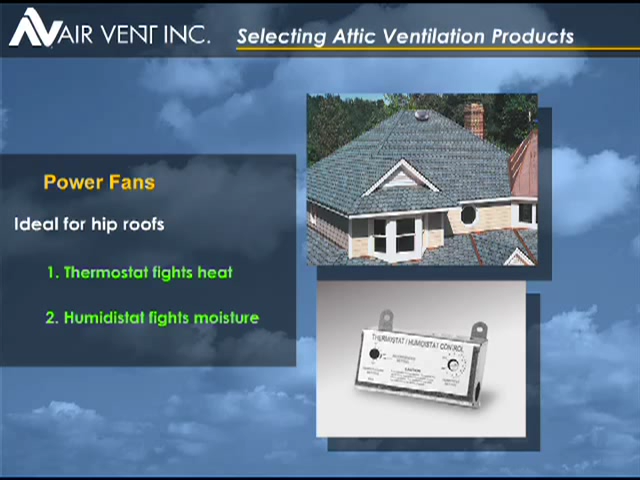 AIR VENT INC.
Selecting Attic Ventilation Products
Power Fans
Ideal for hip roofs
1. Thermostat fights heat
2. Humidistat fights moisture
THERMOSTAT / HUMIDISTAT CONTROL